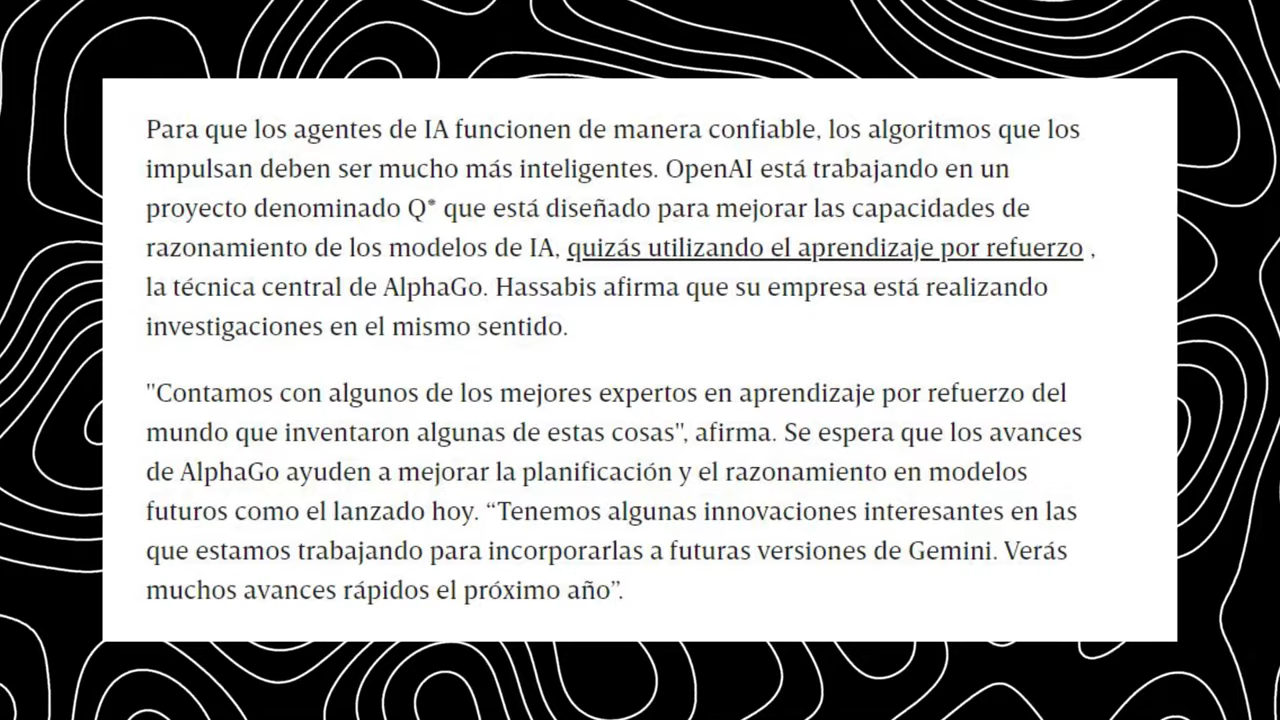 Para que los agentes de IA funcionen de manera confiable, los algoritmos que los
impulsan deben ser mucho más inteligentes. OpenAI está trabajando en un
proyecto denominado Q* que está diseñado para mejorar las capacidades de
razonamiento de los modelos de IA, quizás utilizando el aprendizaje por refuerzo ,
la técnica central de AlphaGo. Hassabis afirma que su empresa está realizando
investigaciones en el mismo sentido.
"Contamos con algunos de los mejores expertos en aprendizaje por refuerzo del
mundo que inventaron algunas de estas cosas", afirma. Se espera que los avances
de AlphaGo ayuden a mejorar la planificación y el razonamiento en modelos
futuros como el lanzado hoy. “Tenemos algunas innovaciones interesantes en las
que estamos trabajando para incorporarlas a futuras versiones de Gemini. Verás
muchos avances rápidos el próximo año”.